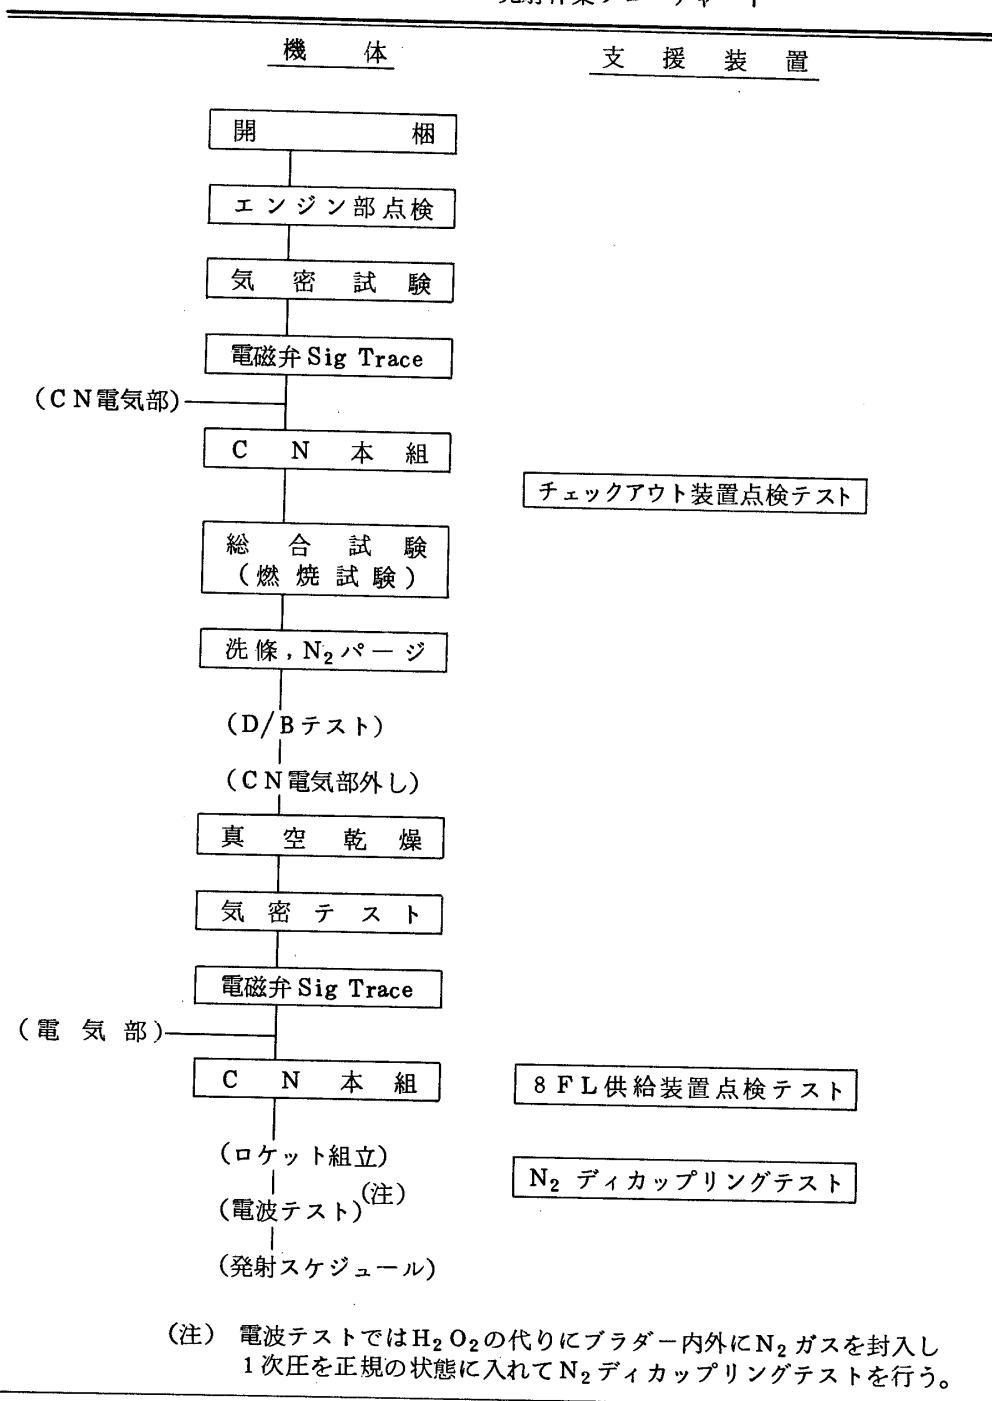 機体
支援装置
開梱
エンジン部点検
気密試験
電磁弁Sig Trace
(CN電気部)
CN本組
チェックアウト装置点検テスト
総合試験
(燃焼試験)
洗滌,N₂パージ
(D/Bテスト)
(CN電気部外し)
真空乾燥
気密テスト
電磁弁Sig Trace
(電気部)
CN本組
8FL供給装置点検テスト
(ロケット組立)
N₂ディカップリングテスト
(電波テスト)(注)
(発射スケジュール)
(注) 電波テストではH₂O₂の代りにブラダー内外にN₂ガスを封入し
1次圧を正規の状態に入れてN₂ディカップリングテストを行う。